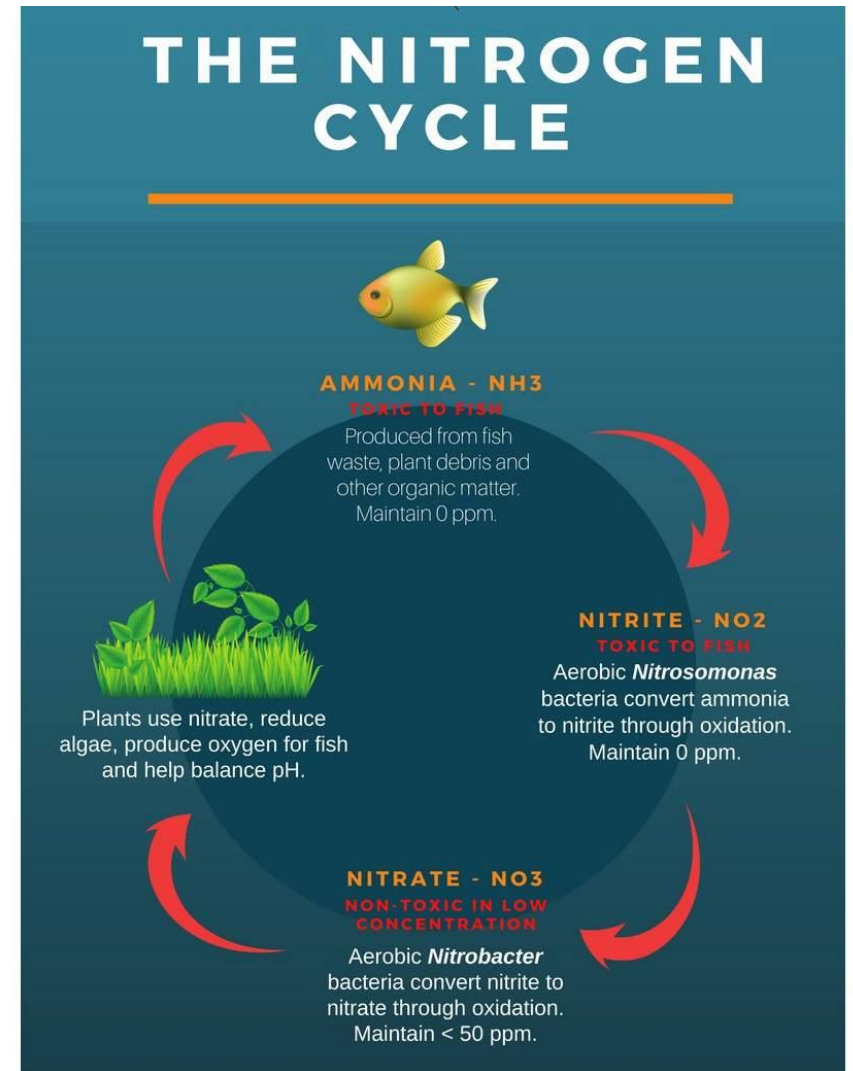 THE NITROGEN
CYCLE
AMMONIA - NH3
TOXIC TO FISH
Produced from fish
waste, plant debris and
other organic matter.
Maintain 0 ppm.
NITRITE - NO2
TOXIC TO FISH
Aerobic Nitrosomonas
bacteria convert ammonia
to nitrite through oxidation.
Maintain 0 ppm.
NITRATE - NO3
NON-TOXIC IN LOW
CONCENTRATION
Aerobic Nitrobacter
bacteria convert nitrite to
nitrate through oxidation.
Maintain < 50 ppm.
Plants use nitrate, reduce
algae, produce oxygen for fish
and help balance pH.